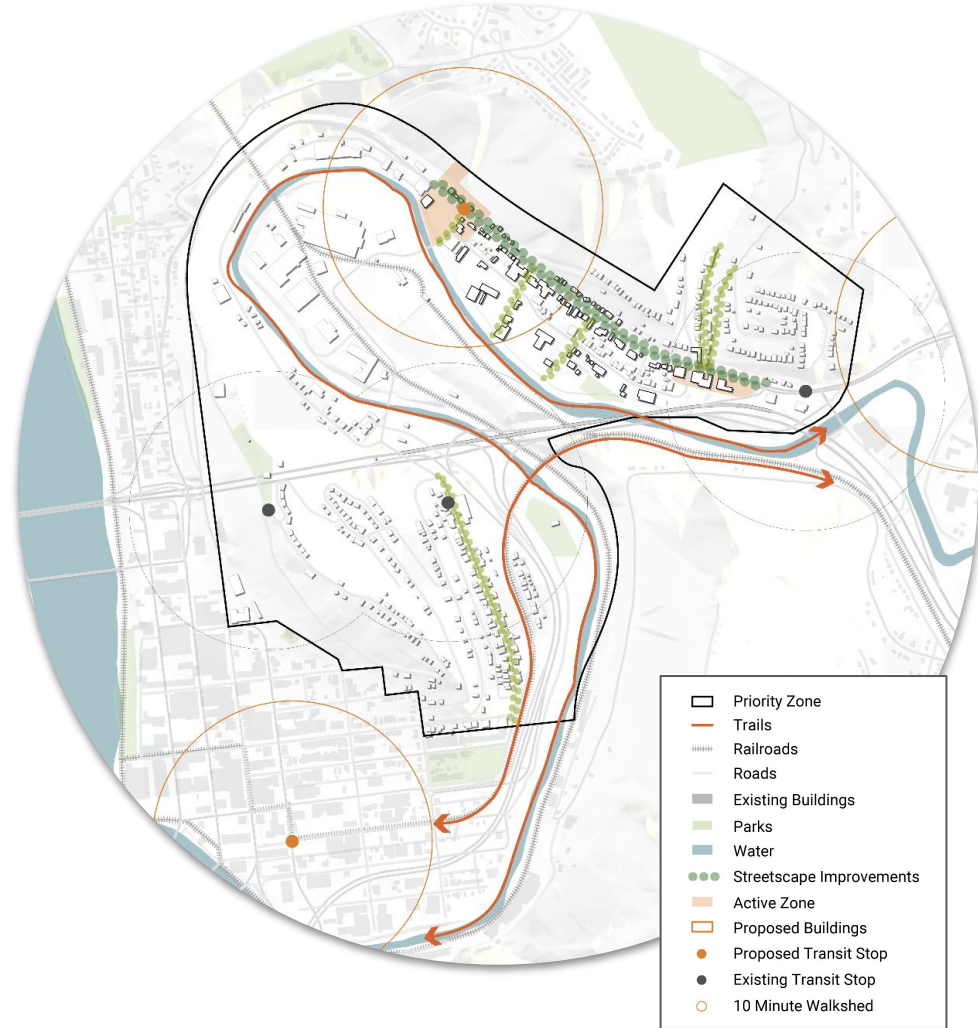 Priority Zone
Trails
Railroads
Roads
Existing Buildings
Parks
Water
Streetscape Improvements
Active Zone
Proposed Buildings
Proposed Transit Stop
Existing Transit Stop
10 Minute Walkshed